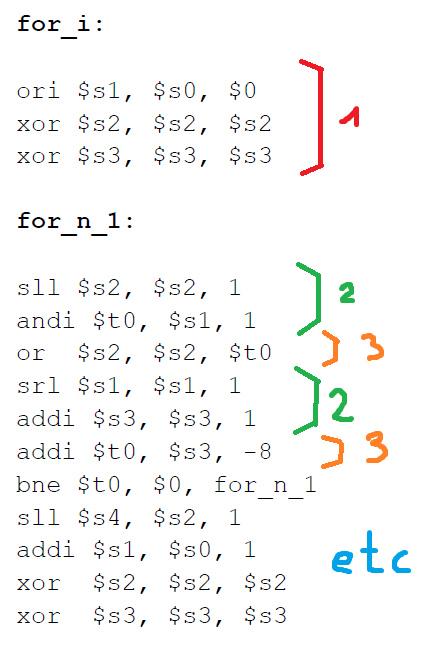 for_i:
ori $s1, $s0, $0
xor $s2, $s2, $s2
xor $s3, $s3, $s3
1
for_n_1:
sll $s2, $s2, 1
andi $t0, $s1, 1
2
or  $s2, $s2, $t0
3
srl $s1, $s1, 1
addi $s3, $s3, 1
2
addi $t0, $s3, -8
3
bne $t0, $0, for_n_1
sll $s4, $s2, 1
addi $s1, $s0, 1
xor  $s2, $s2, $s2
xor  $s3, $s3, $s3
etc